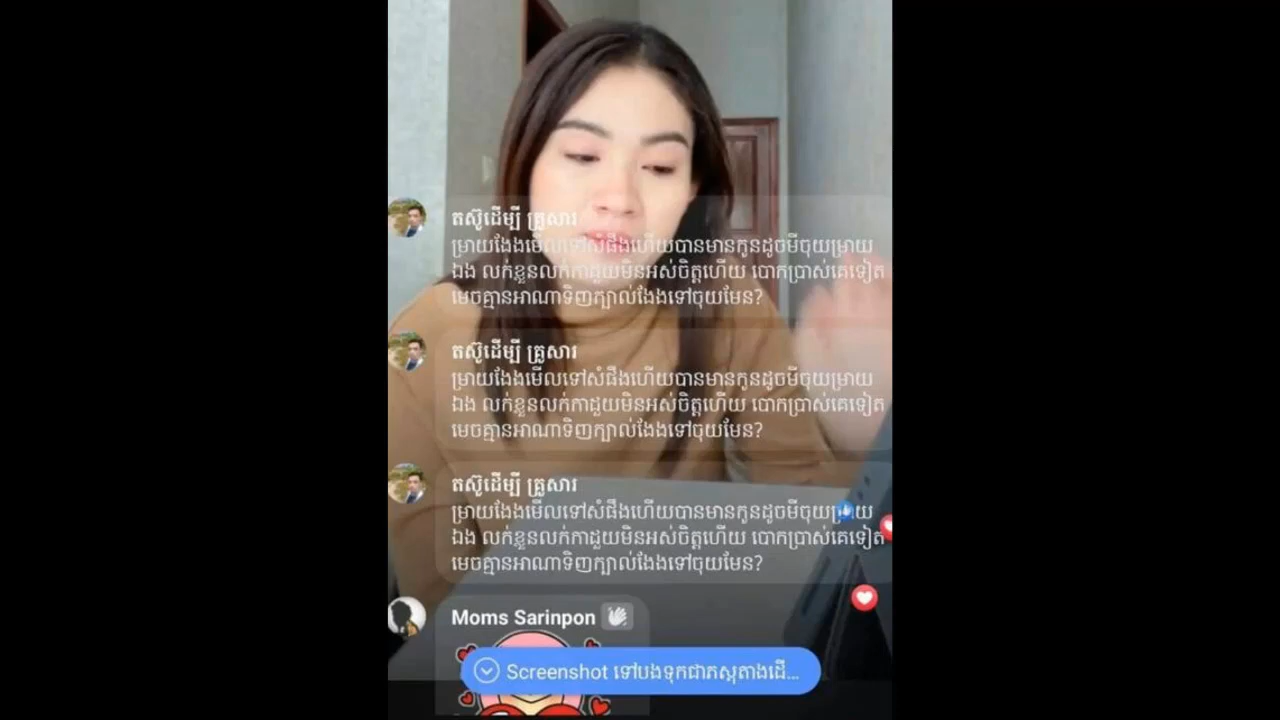 តស៊ូដើម្បី គ្រួសារ
ម្រាយងែងមើលទៅសំផឹងហើយបានមានកូនដូចមីចុយម្រាយ
ឯង លក់ខ្លួនលក់កាដួយមិនអស់ចិត្តហើយ បោកប្រាស់គេទៀត
មេចគ្មានអាណាទិញក្បាល់ងែងទៅចុយមែន?
តស៊ូដើម្បី គ្រួសារ
ម្រាយងែងមើលទៅសំផឹងហើយបានមានកូនដូចមីចុយម្រាយ
ឯង លក់ខ្លួនលក់កាដួយមិនអស់ចិត្តហើយ បោកប្រាស់គេទៀត
មេចគ្មានអាណាទិញក្បាល់ងែងទៅចុយមែន?
តស៊ូដើម្បី គ្រួសារ
ម្រាយងែងមើលទៅសំផឹងហើយបានមានកូនដូចមីចុយម្រាយ
ឯង លក់ខ្លួនលក់កាដួយមិនអស់ចិត្តហើយ បោកប្រាស់គេទៀត
មេចគ្មានអាណាទិញក្បាល់ងែងទៅចុយមែន?
Moms Sarinpon
Screenshot ទៅបងទុកជាភស្តុតាងដើ...